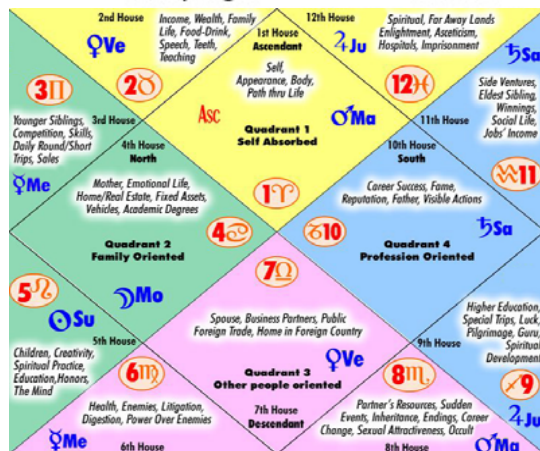 2nd House
Income, Wealth, Family
Life, Food-Drink,
Speech, Teeth,
Teaching
♀Ve
2♉
1st House
Ascendant
Self,
Appearance, Body,
Path thru Life
Asc
♂Ma
Quadrant 1
Self Absorbed
1♈
12th House
Spiritual, Far Away Lands
Enlightment, Asceticism,
Hospitals, Imprisonment
♃Ju
12♓
♄Sa
Side Ventures,
Eldest Sibling,
Winnings,
Social Life,
Jobs' Income
11th House
♒11
3♊
Younger Siblings,
Competition, Skills,
Daily Round/Short
Trips, Sales
3rd House
☿Me
4th House
North
Mother, Emotional Life,
Home/Real Estate, Fixed Assets,
Vehicles, Academic Degrees
4♋
Quadrant 2
Family Oriented
☽Mo
10th House
South
Career Success, Fame,
Reputation, Father, Visible Actions
♑10
♄Sa
Quadrant 4
Profession Oriented
5♌
☉Su
5th House
Children, Creativity,
Spiritual Practice,
Education,Honors,
The Mind
7♎
Spouse, Business Partners, Public
Foreign Trade, Home in Foreign Country
♀Ve
Quadrant 3
Other people oriented
7th House
Descendant
Higher Education,
Special Trips, Luck,
Pilgrimage, Guru,
Spiritual
Development
9th House
♐9
♃Ju
6♍
Health, Enemies, Litigation,
Digestion, Power Over Enemies
☿Me
6th House
8♏
Partner's Resources, Sudden
Events, Inheritance, Endings, Career
Change, Sexual Attractiveness, Occult
8th House
♂Ma